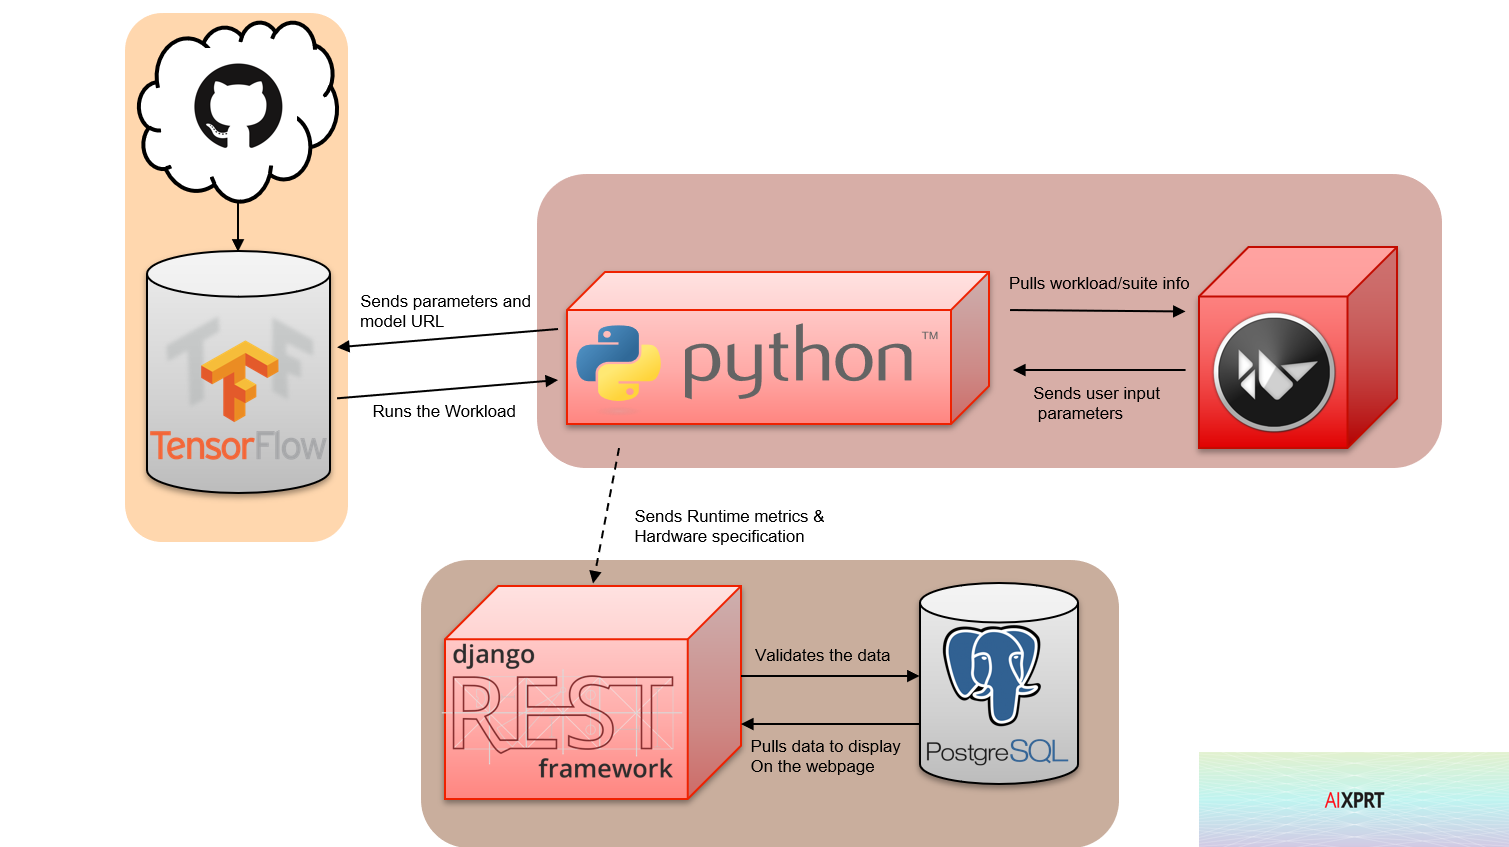 Sends parameters and
model URL
Runs the Workload
TensorFlow
python ™
Pulls workload/suite info
Sends user input
parameters
Sends Runtime metrics &
Hardware specification
django
REST
framework
Validates the data
Pulls data to display
On the webpage
PostgreSQL
AIXPRT